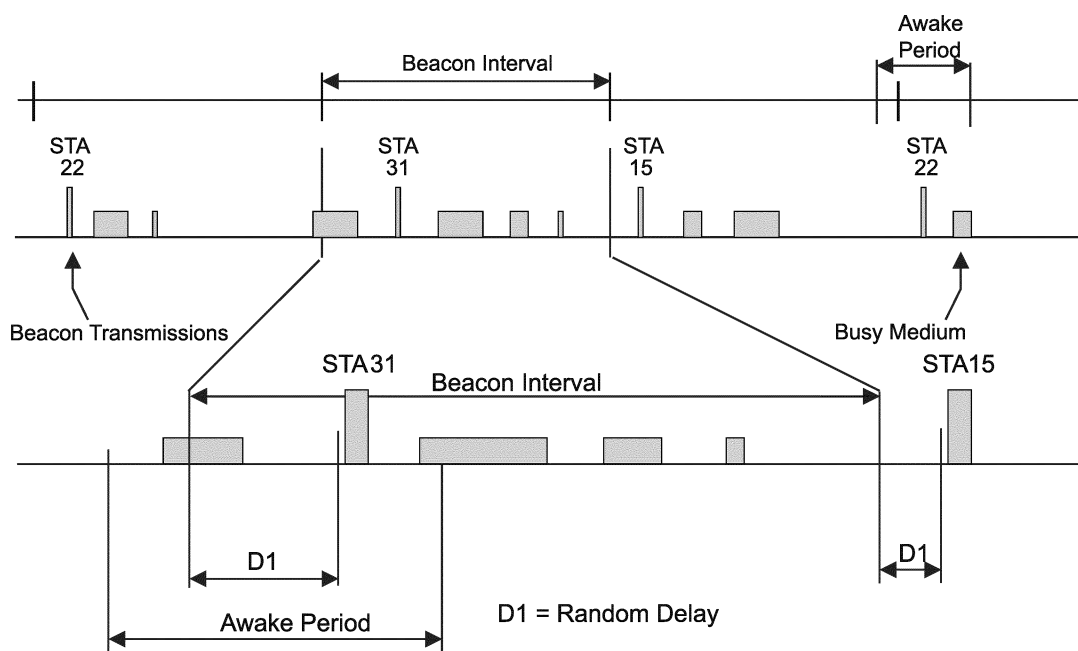 Awake
Period
Beacon Interval
STA
22
STA
31
STA
15
STA
22
Beacon Transmissions
Busy Medium
STA31
STA15
Beacon Interval
D1
D1
Awake Period
D1 = Random Delay